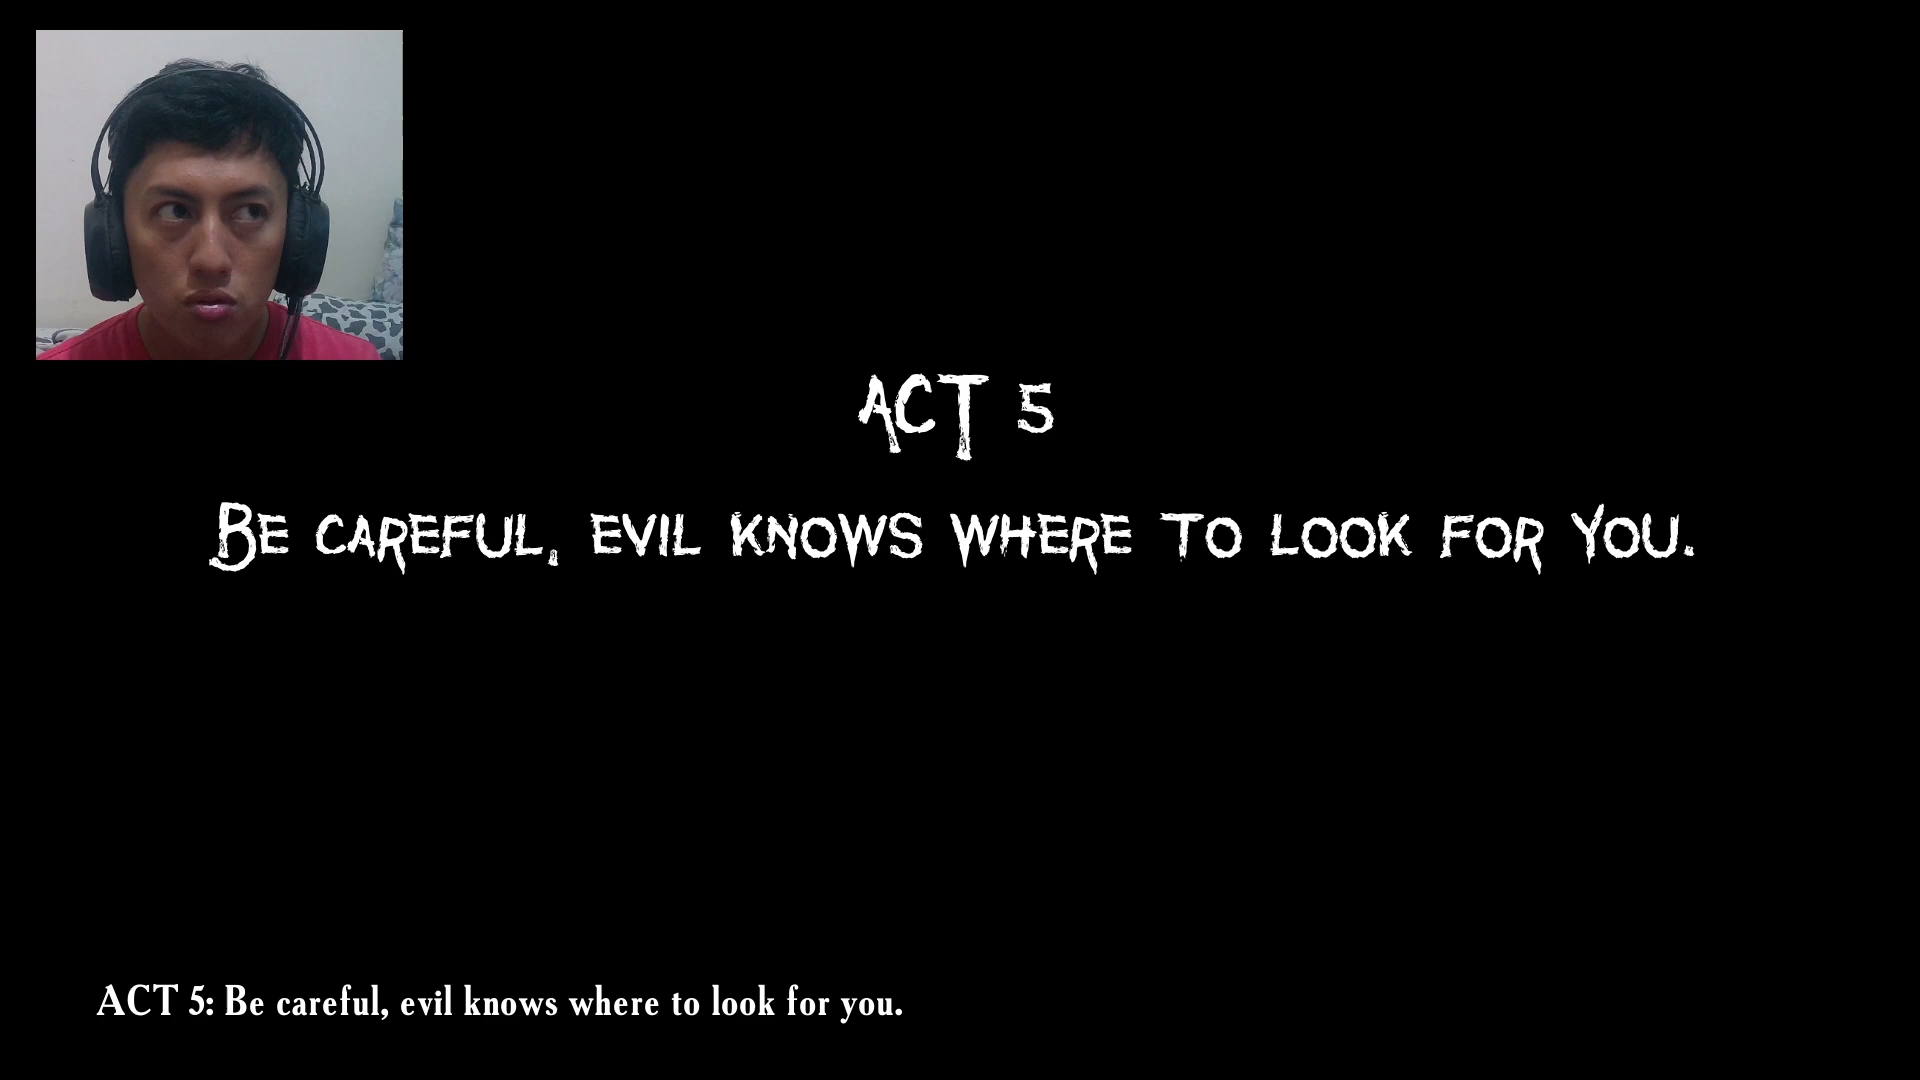 ACT 5
BE CAREFUL, EVIL KNOWS WHERE TO LOOK FOR YOU.
ACT 5: Be careful, evil knows where to look for you.